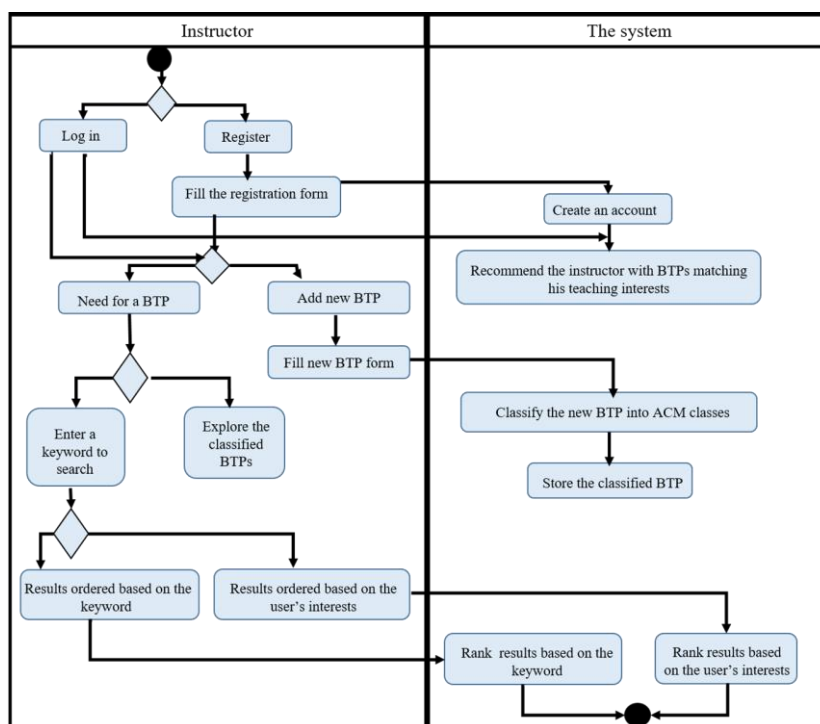 Instructor
The system
Log in
Register
Fill the registration form
Create an account
Recommend the instructor with BTPs matching
his teaching interests
Need for a BTP
Add new BTP
Fill new BTP form
Enter a
keyword to
search
Explore the
classified
BTPs
Classify the new BTP into ACM classes
Store the classified BTP
Results ordered based on the
keyword
Results ordered based on the
user’s interests
Rank results based on the
keyword
Rank results based
on the user’s interests